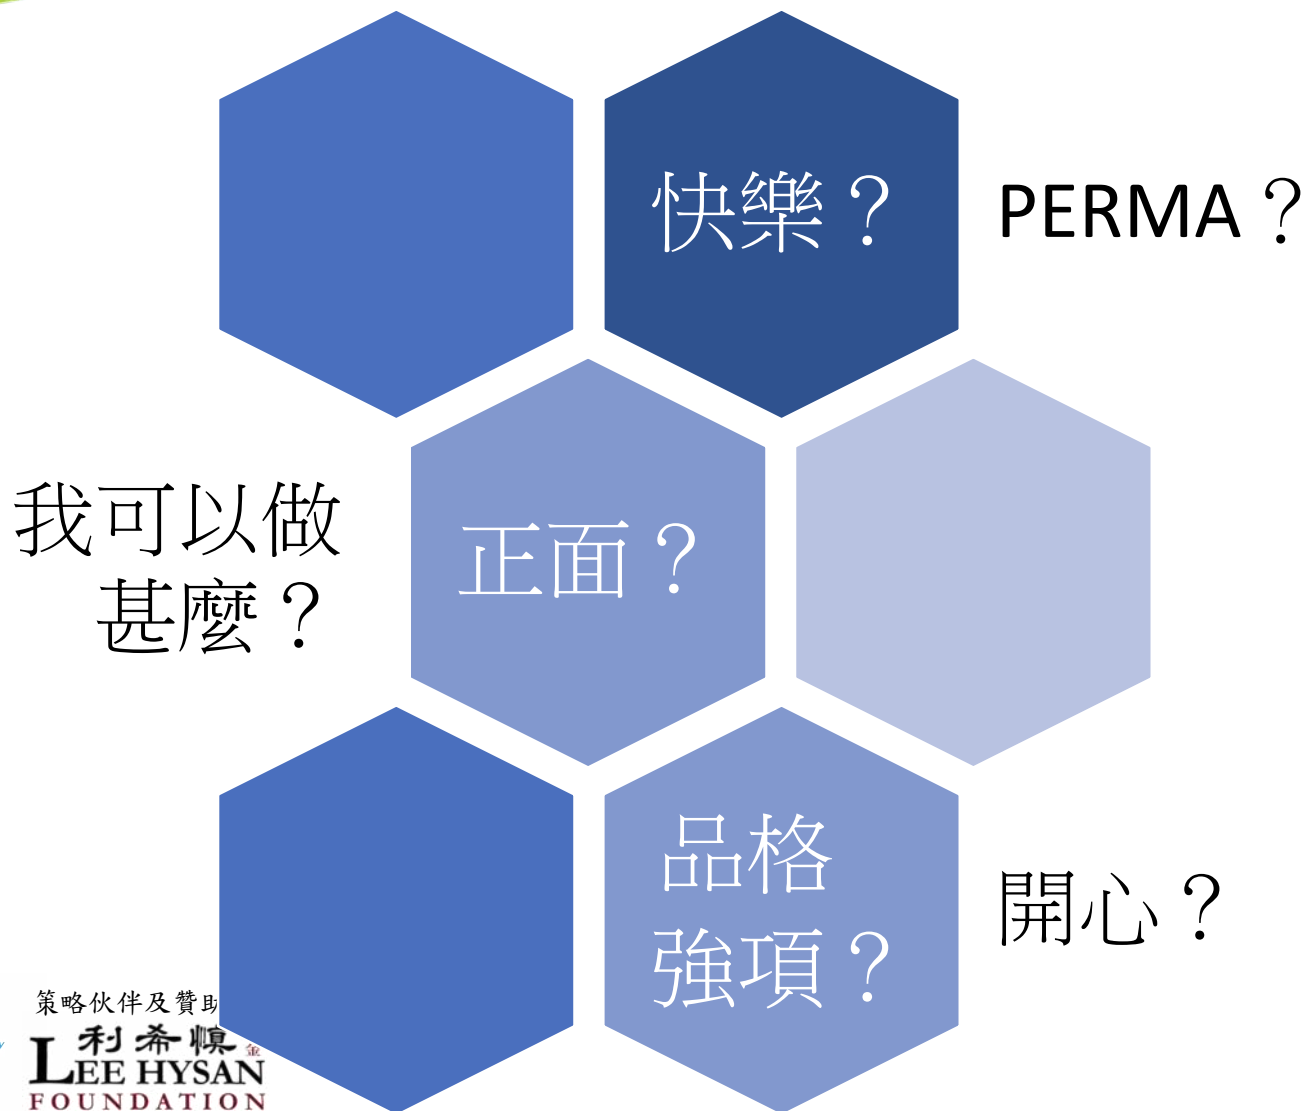 快樂？
PERMA？
我可以做
甚麼？
正面？
品格
強項？
開心？
策略伙伴及贊助
利希慎
金
LEE HYSAN
FOUNDATION